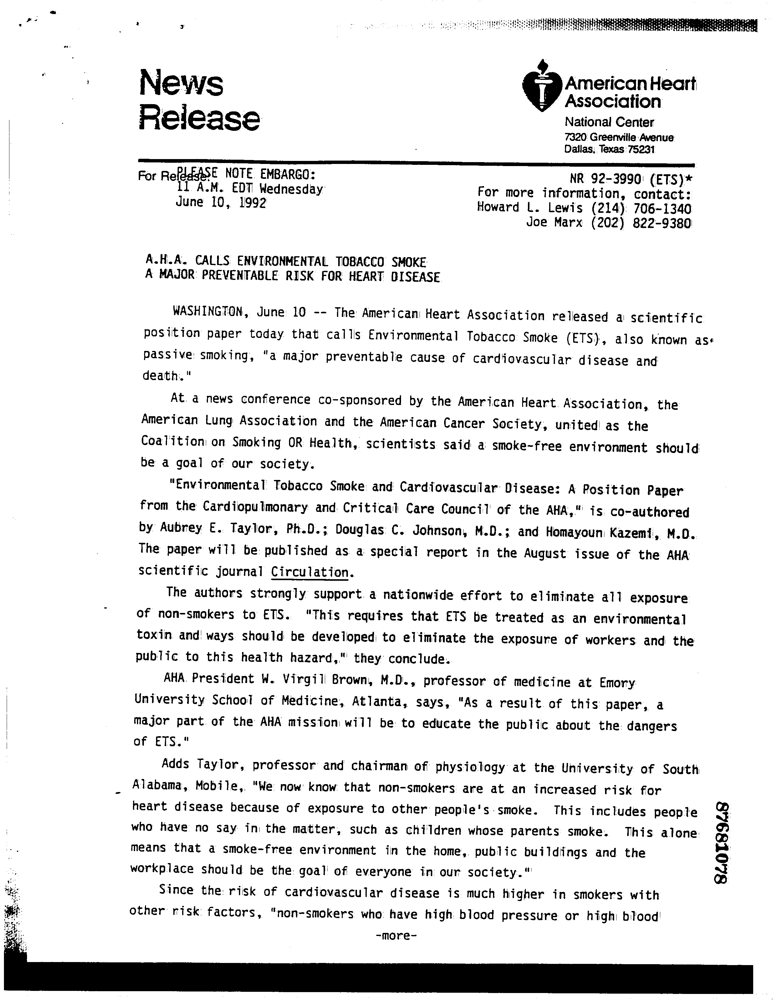 News
Release
American Heart
Association
National Center
7320 Greenville Avenue
Dallas, Texas 75231
For Release:
PLEASE NOTE EMBARGO:
11 A.M. EDT Wednesday
June 10, 1992
NR 92-3990 (ETS)*
For more information, contact:
Howard L. Lewis (214) 706-1340
Joe Marx (202) 822-9380
A.H.A. CALLS ENVIRONMENTAL TOBACCO SMOKE
A MAJOR PREVENTABLE RISK FOR HEART DISEASE
WASHINGTON, June 10 -- The American Heart Association released a scientific
position paper today that calls Environmental Tobacco Smoke (ETS), also known as
passive smoking, "a major preventable cause of cardiovascular disease and
death."
At a news conference co-sponsored by the American Heart Association, the
American Lung Association and the American Cancer Society, united as the
Coalition on Smoking OR Health, scientists said a smoke-free environment should
be a goal of our society.
"Environmental Tobacco Smoke and Cardiovascular Disease: A Position Paper
from the Cardiopulmonary and Critical Care Council of the AHA," is co-authored
by Aubrey E. Taylor, Ph.D.; Douglas C. Johnson, M.D.; and Homayoun Kazemi, M.D.
The paper will be published as a special report in the August issue of the AHA
scientific journal Circulation.
The authors strongly support a nationwide effort to eliminate all exposure
of non-smokers to ETS. "This requires that ETS be treated as an environmental
toxin and ways should be developed to eliminate the exposure of workers and the
public to this health hazard," they conclude.
AHA President W. Virgil Brown, M.D., professor of medicine at Emory
University School of Medicine, Atlanta, says, "As a result of this paper, a
major part of the AHA mission will be to educate the public about the dangers
of ETS."
Adds Taylor, professor and chairman of physiology at the University of South
Alabama, Mobile, "We now know that non-smokers are at an increased risk for
heart disease because of exposure to other people's smoke. This includes people
who have no say in the matter, such as children whose parents smoke. This alone
means that a smoke-free environment in the home, public buildings and the
workplace should be the goal of everyone in our society."
Since the risk of cardiovascular disease is much higher in smokers with
other risk factors, "non-smokers who have high blood pressure or high blood
-more-
87681078